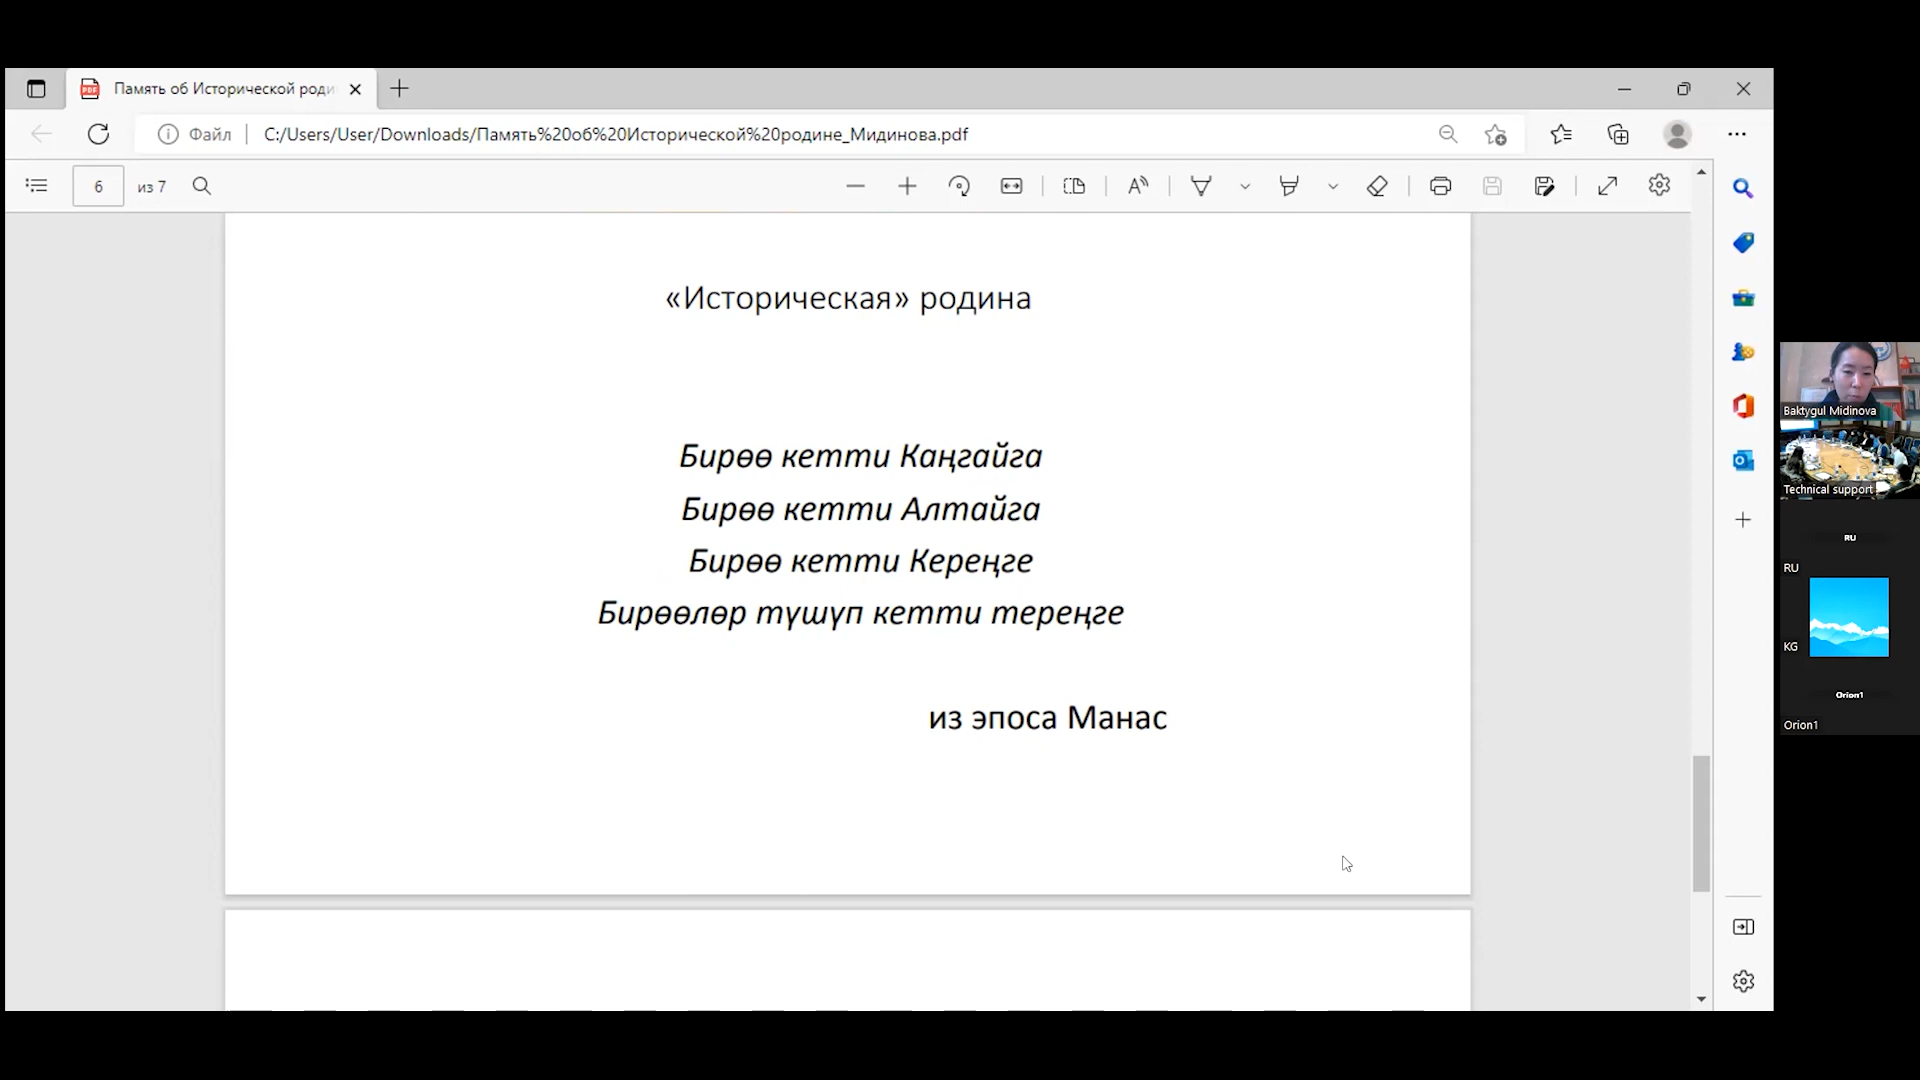 Память об Исторической роди
Файл
C:/Users/User/Downloads/Память%20об%20Исторической%20родине_Мидинова.pdf
6 из 7
«Историческая» родина
Бирөө кетти Каңгайга
Бирөө кетти Алтайга
Бирөө кетти Кереңге
Бирөөлөр түшүп кетти тереңге
из эпоса Манас
Baktygul Midinova
Technical support
RU
RU
KG
Orion1
Orion1